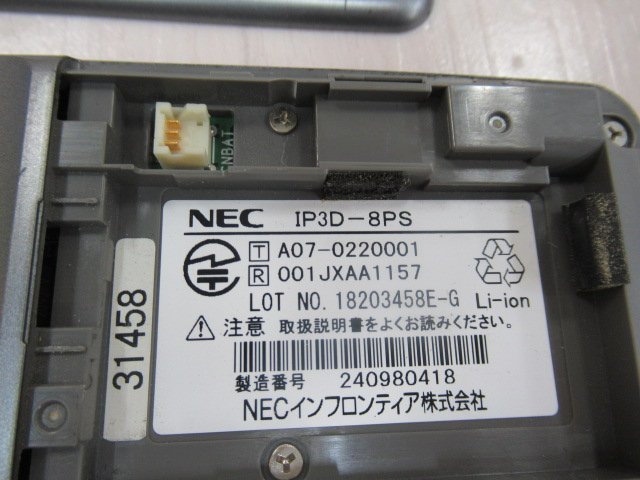 CNBAT
NEC IP3D-8PS
T A07-0220001
R 001JXAA1157
LOT NO. 18203458E-G Li-ion
注意 取扱説明書をよくお読みください。
製造番号 240980418
NECインフロンティア株式会社
31458